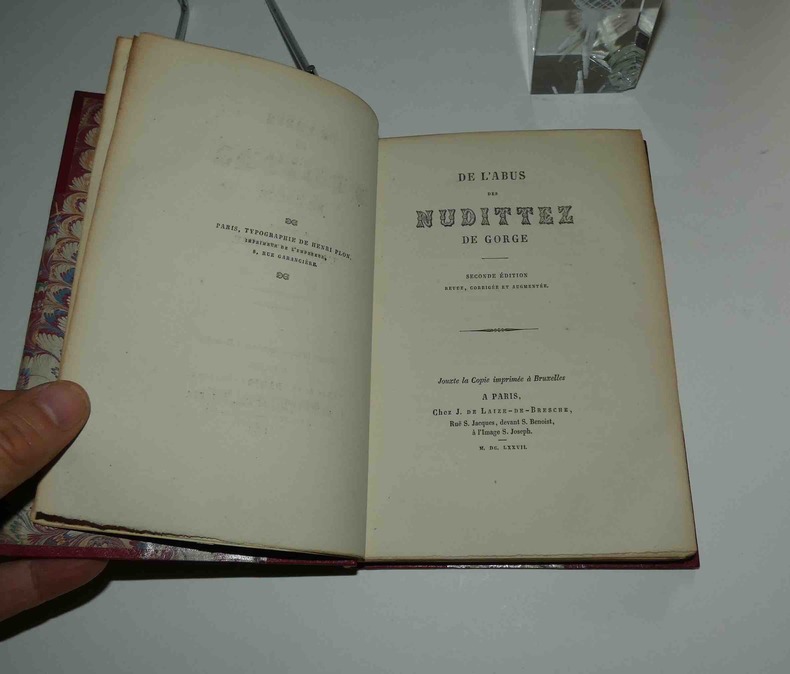 PARIS, TYPOGRAPHIE DE HENRI PLON,
IMPRIMEUR DE L'EMPEREUR,
8, RUE GARANCIÈRE.
DE L'ABUS
DES
NUDITTEZ
DE GORGE
SECONDE ÉDITION
REVUE, CORRIGÉE ET AUGMENTÉE.
Jouxte la Copie imprimée à Bruxelles
A PARIS,
Chez J. DE LAIZE-DE-BRESCHE,
Ruë S. Jacques, devant S. Benoist,
à l'Image S. Joseph.
M. DC. LXXVII.